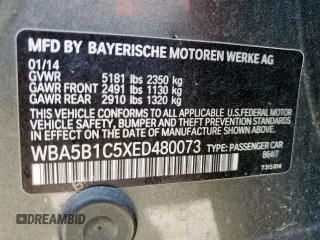 MFD BY BAYERISCHE MOTOREN WERKE AG
01/14
GVWR 5181 lbs 2350 kg
GAWR FRONT 2491 lbs 1130 kg
GAWR REAR 2910 lbs 1320 kg
THIS VEHICLE CONFORMS TO ALL APPLICABLE
FEDERAL MOTOR VEHICLE SAFETY, BUMPER
AND THEFT PREVENTION STANDARDS IN EFFECT
ON THE DATE OF MANUFACTURE SHOWN ABOVE.
WBA5B1C5XED480073 TYPE: PASSENGER CAR
DREAMBID